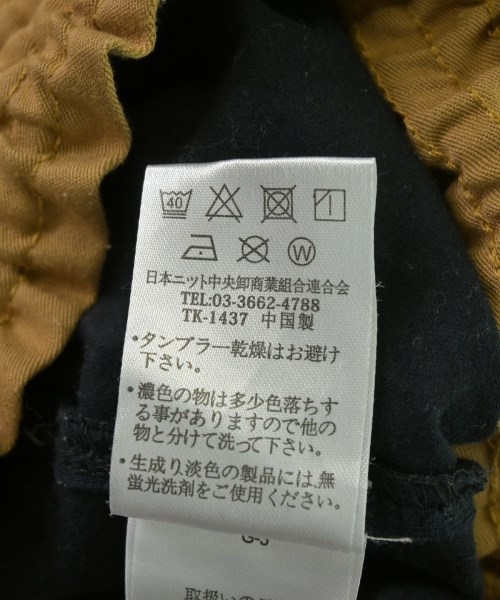 40
W
日本ニット中央卸商業組合連合会
TEL:03-3662-4788
TK-1437 中国製
・タンブラー乾燥はお避け
下さい。
・濃色の物は多少色落ちす
る事がありますので他の
物と分けて洗って下さい。
・生成り、淡色の製品には、無
蛍光洗剤をご使用ください。
取扱いの